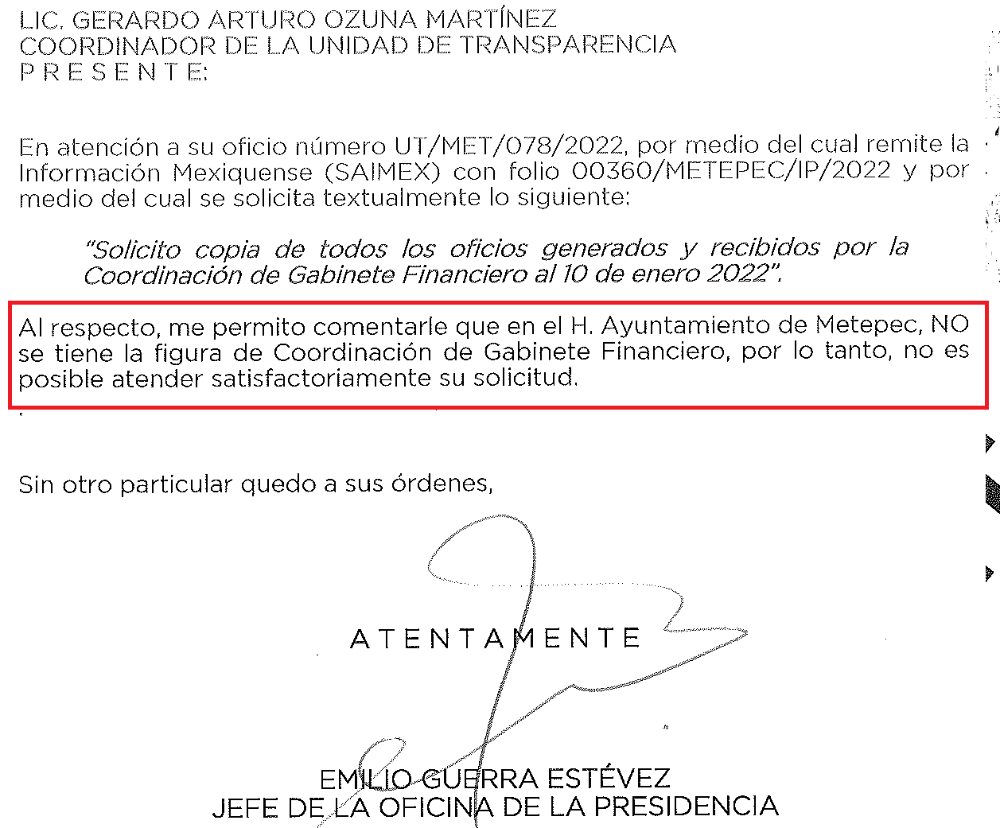 LIC. GERARDO ARTURO OZUNA MARTÍNEZ
COORDINADOR DE LA UNIDAD DE TRANSPARENCIA
P R E S E N T E:
En atención a su oficio número UT/MET/078/2022, por medio del cual remite la
Información Mexiquense (SAIMEX) con folio 00360/METEPEC/IP/2022 y por
medio del cual se solicita textualmente lo siguiente:
"Solicito copia de todos los oficios generados y recibidos por la
Coordinación de Gabinete Financiero al 10 de enero 2022".
Al respecto, me permito comentarle que en el H. Ayuntamiento de Metepec, NO
se tiene la figura de Coordinación de Gabinete Financiero, por lo tanto, no es
posible atender satisfactoriamente su solicitud.
Sin otro particular quedo a sus órdenes,
A T E N T A M E N T E
EMILIO GUERRA ESTÉVEZ
JEFE DE LA OFICINA DE LA PRESIDENCIA